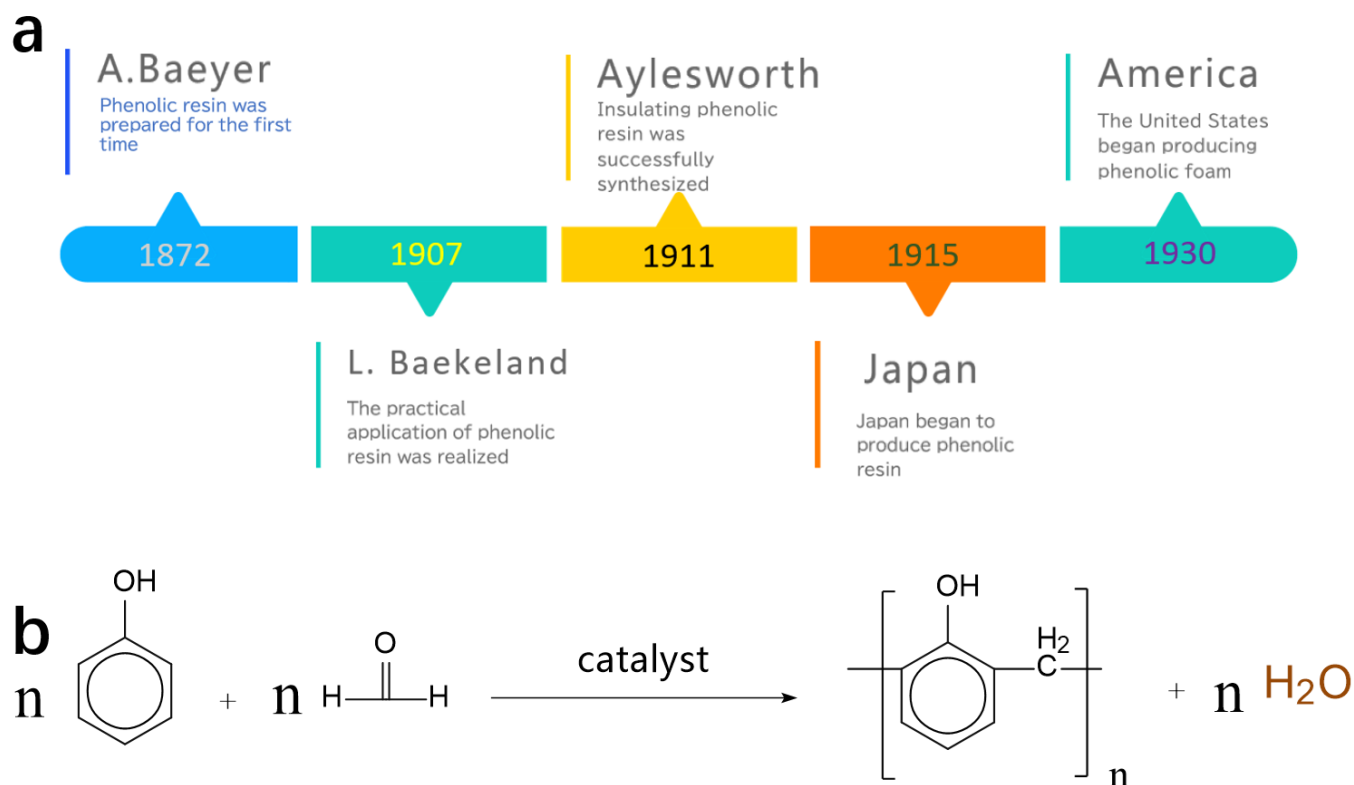 a
A.Baeyer
Phenolic resin was
prepared for the first
time
Aylesworth
Insulating phenolic
resin was
successfully
synthesized
America
The United States
began producing
phenolic foam
1872
1907
1911
1915
1930
L. Baekeland
The practical
application of phenolic
resin was realized
Japan
Japan began to
produce phenolic
resin
b
n
OH
+
n
H
O
H
catalyst
OH
H2
C
n
+
n
H2O